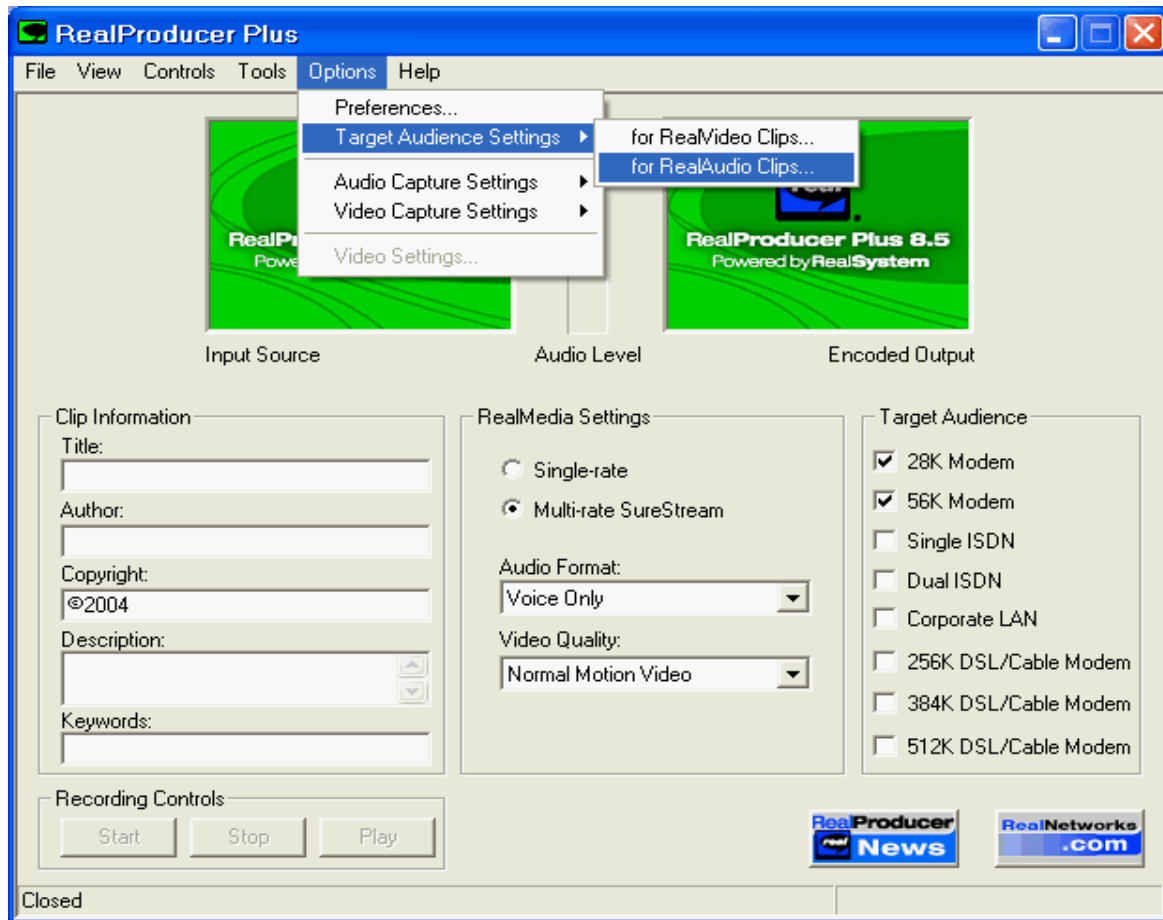 RealProducer Plus
File View Controls Tools Options Help
Preferences...
Target Audience Settings
for RealVideo Clips...
for RealAudio Clips...
Audio Capture Settings
Video Capture Settings
Video Settings...
real
RealProducer Plus 8.5
Powered by RealSystem
Input Source
Audio Level
Encoded Output
Clip Information
Title:
Author:
Copyright:
©2004
Description:
Keywords:
RealMedia Settings
Single-rate
Multi-rate SureStream
Audio Format:
Voice Only
Video Quality:
Normal Motion Video
Target Audience
28K Modem
56K Modem
Single ISDN
Dual ISDN
Corporate LAN
256K DSL/Cable Modem
384K DSL/Cable Modem
512K DSL/Cable Modem
Recording Controls
Start
Stop
Play
RealProducer
real News
RealNetworks
.com
Closed